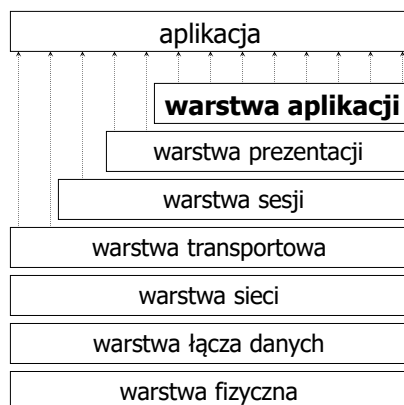 aplikacja
warstwa aplikacji
warstwa prezentacji
warstwa sesji
warstwa transportowa
warstwa sieci
warstwa łącza danych
warstwa fizyczna